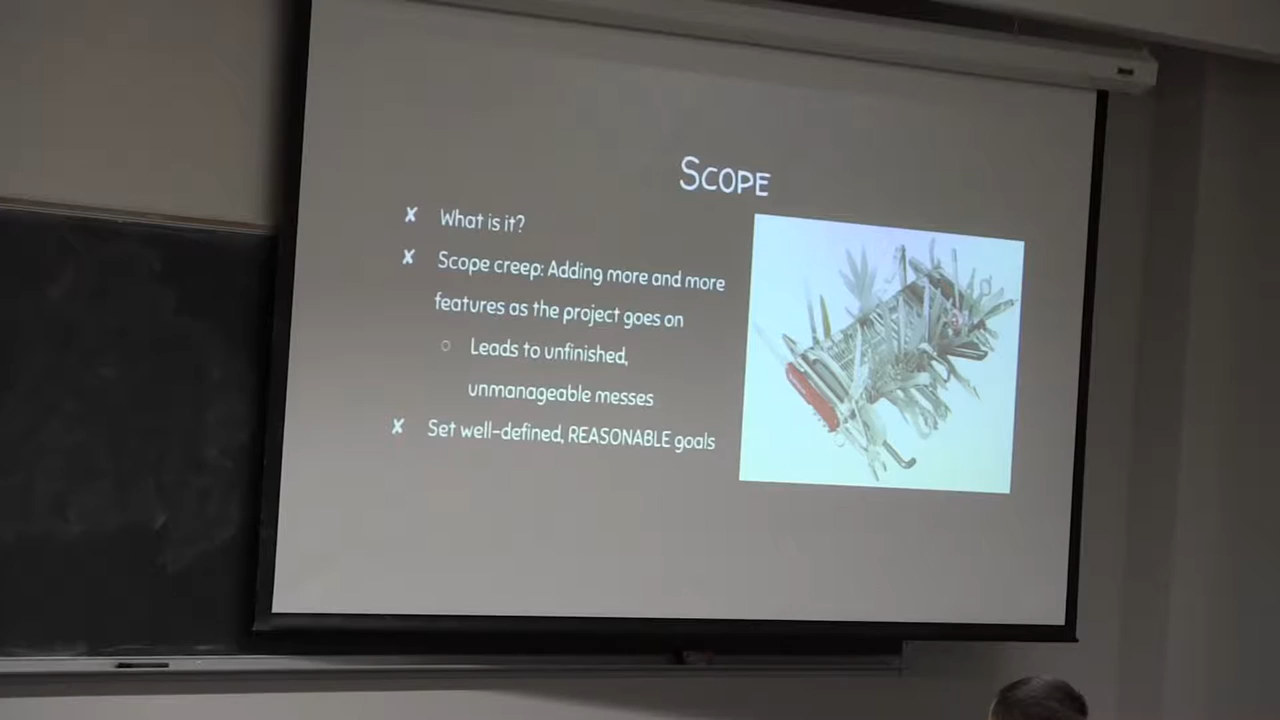 SCOPE
✘ What is it?
✘ Scope creep: Adding more and more
features as the project goes on
○ Leads to unfinished,
unmanageable messes
✘ Set well-defined, REASONABLE goals